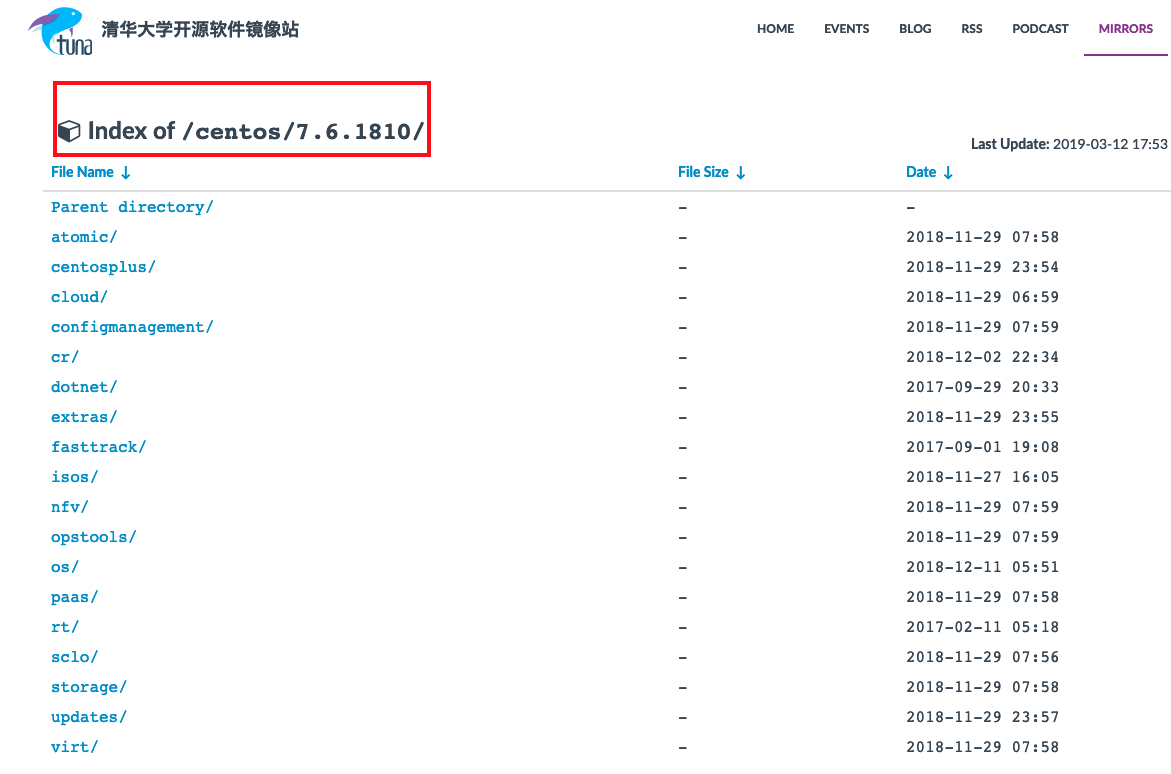 tuna 清华大学开源软件镜像站 HOME EVENTS BLOG RSS PODCAST MIRRORS
Index of /centos/7.6.1810/
Last Update: 2019-03-12 17:53
File Name ↓ File Size ↓ Date ↓
Parent directory/ - -
atomic/ - 2018-11-29 07:58
centosplus/ - 2018-11-29 23:54
cloud/ - 2018-11-29 06:59
configmanagement/ - 2018-11-29 07:59
cr/ - 2018-12-02 22:34
dotnet/ - 2017-09-29 20:33
extras/ - 2018-11-29 23:55
fasttrack/ - 2017-09-01 19:08
isos/ - 2018-11-27 16:05
nfv/ - 2018-11-29 07:59
opstools/ - 2018-11-29 07:59
os/ - 2018-12-11 05:51
paas/ - 2018-11-29 07:58
rt/ - 2017-02-11 05:18
sclo/ - 2018-11-29 07:56
storage/ - 2018-11-29 07:58
updates/ - 2018-11-29 23:57
virt/ - 2018-11-29 07:58